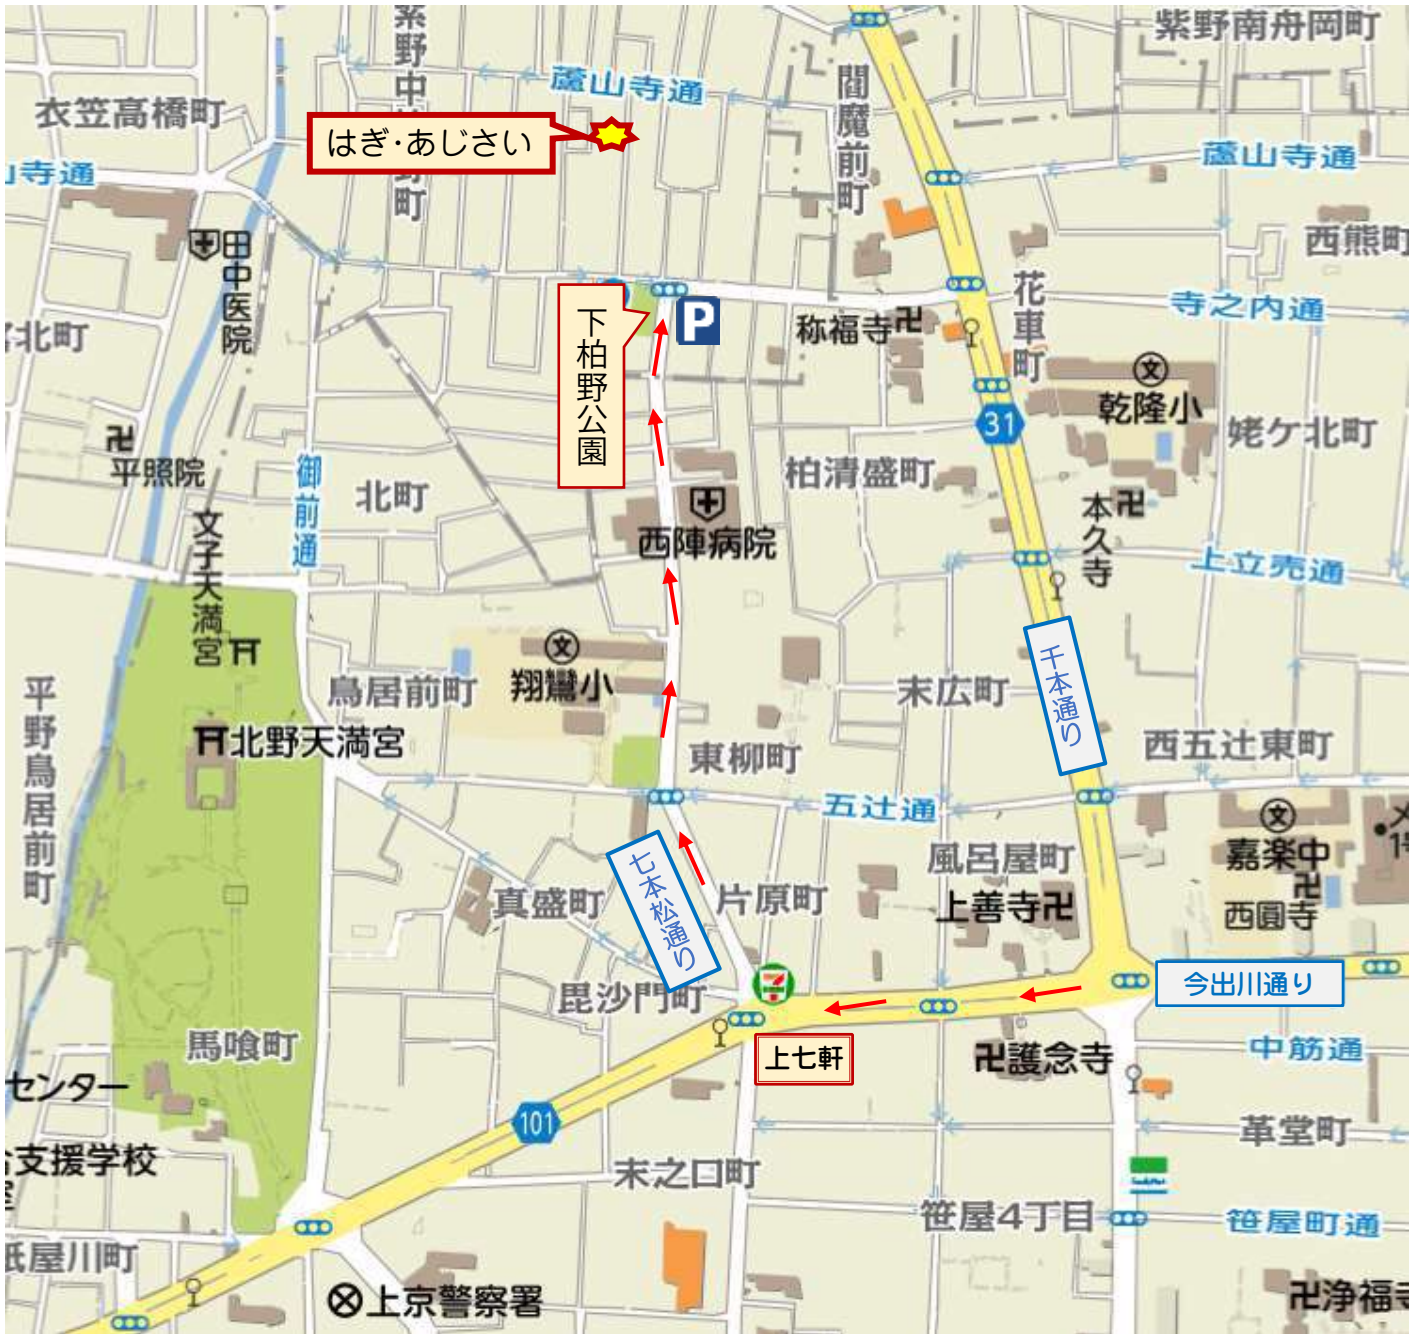 紫野南舟岡町
蘆山寺通
衣笠高橋町
閻魔前町
はぎ・あじさい
蘆山寺通
山寺通
西熊町
田中医院
花車町
寺之内通
P
称福寺
下柏野公園
乾隆小
31
姥ケ北町
平照院
御前通
北町
柏清盛町
本久寺
西陣病院
文子天満宮
上立売通
千本通り
翔鸞小
鳥居前町
末広町
平野鳥居前町
北野天満宮
東柳町
西五辻東町
五辻通
嘉楽中
七本松通り
風呂屋町
真盛町
片原町
上善寺
西圓寺
今出川通り
毘沙門町
7
馬喰町
上七軒
護念寺
中筋通
センター
101
革堂町
支援学校
末之口町
FamilyMart
笹屋4丁目
笹屋町通
紙屋川町
上京警察署
浄福寺